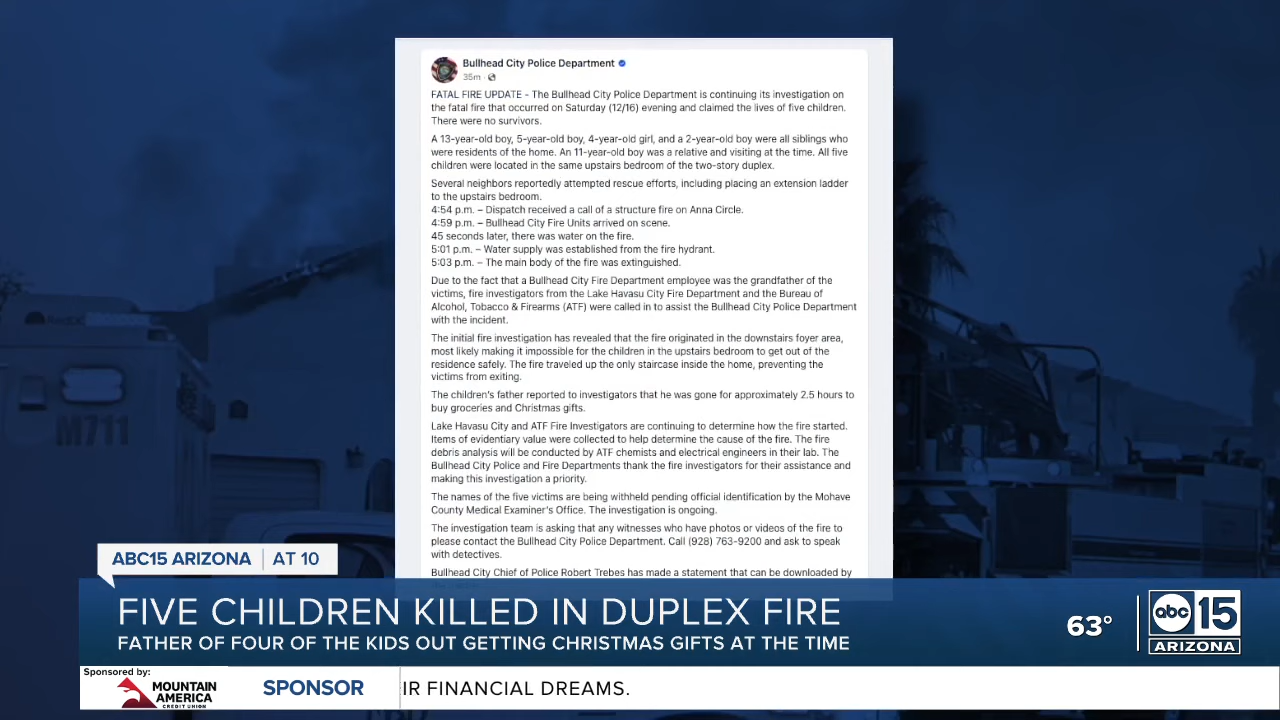 Bullhead City Police Department
35m
FATAL FIRE UPDATE - The Bullhead City Police Department is continuing its investigation on
the fatal fire that occurred on Saturday (12/16) evening and claimed the lives of five children.
There were no survivors.
A 13-year-old boy, 5-year-old boy, 4-year-old girl, and a 2-year-old boy were all siblings who
were residents of the home. An 11-year-old boy was a relative and visiting at the time. All five
children were located in the same upstairs bedroom of the two-story duplex.
Several neighbors reportedly attempted rescue efforts, including placing an extension ladder
to the upstairs bedroom.
4:54 p.m. – Dispatch received a call of a structure fire on Anna Circle.
4:59 p.m. – Bullhead City Fire Units arrived on scene.
45 seconds later, there was water on the fire.
5:01 p.m. – Water supply was established from the fire hydrant.
5:03 p.m. – The main body of the fire was extinguished.
Due to the fact that a Bullhead City Fire Department employee was the grandfather of the
victims, fire investigators from the Lake Havasu City Fire Department and the Bureau of
Alcohol, Tobacco & Firearms (ATF) were called in to assist the Bullhead City Police Department
with the incident.
The initial fire investigation has revealed that the fire originated in the downstairs foyer area,
most likely making it impossible for the children in the upstairs bedroom to get out of the
residence safely. The fire traveled up the only staircase inside the home, preventing the
victims from exiting.
The children's father reported to investigators that he was gone for approximately 2.5 hours to
buy groceries and Christmas gifts.
Lake Havasu City and ATF Fire Investigators are continuing to determine how the fire started.
Items of evidentiary value were collected to help determine the cause of the fire. The fire
debris analysis will be conducted by ATF chemists and electrical engineers in their lab. The
Bullhead City Police and Fire Departments thank the fire investigators for their assistance and
making this investigation a priority.
The names of the five victims are being withheld pending official identification by the Mohave
County Medical Examiner's Office. The investigation is ongoing.
The investigation team is asking that any witnesses who have photos or videos of the fire to
please contact the Bullhead City Police Department. Call (928) 763-9200 and ask to speak
with detectives.
Bullhead City Chief of Police Robert Trebes has made a statement that can be downloaded by
M711
ABC15 ARIZONA | AT 10
FIVE CHILDREN KILLED IN DUPLEX FIRE
FATHER OF FOUR OF THE KIDS OUT GETTING CHRISTMAS GIFTS AT THE TIME
63°
abc 15
ARIZONA
Sponsored by:
MOUNTAIN
AMERICA
CREDIT UNION
SPONSOR
IR FINANCIAL DREAMS.